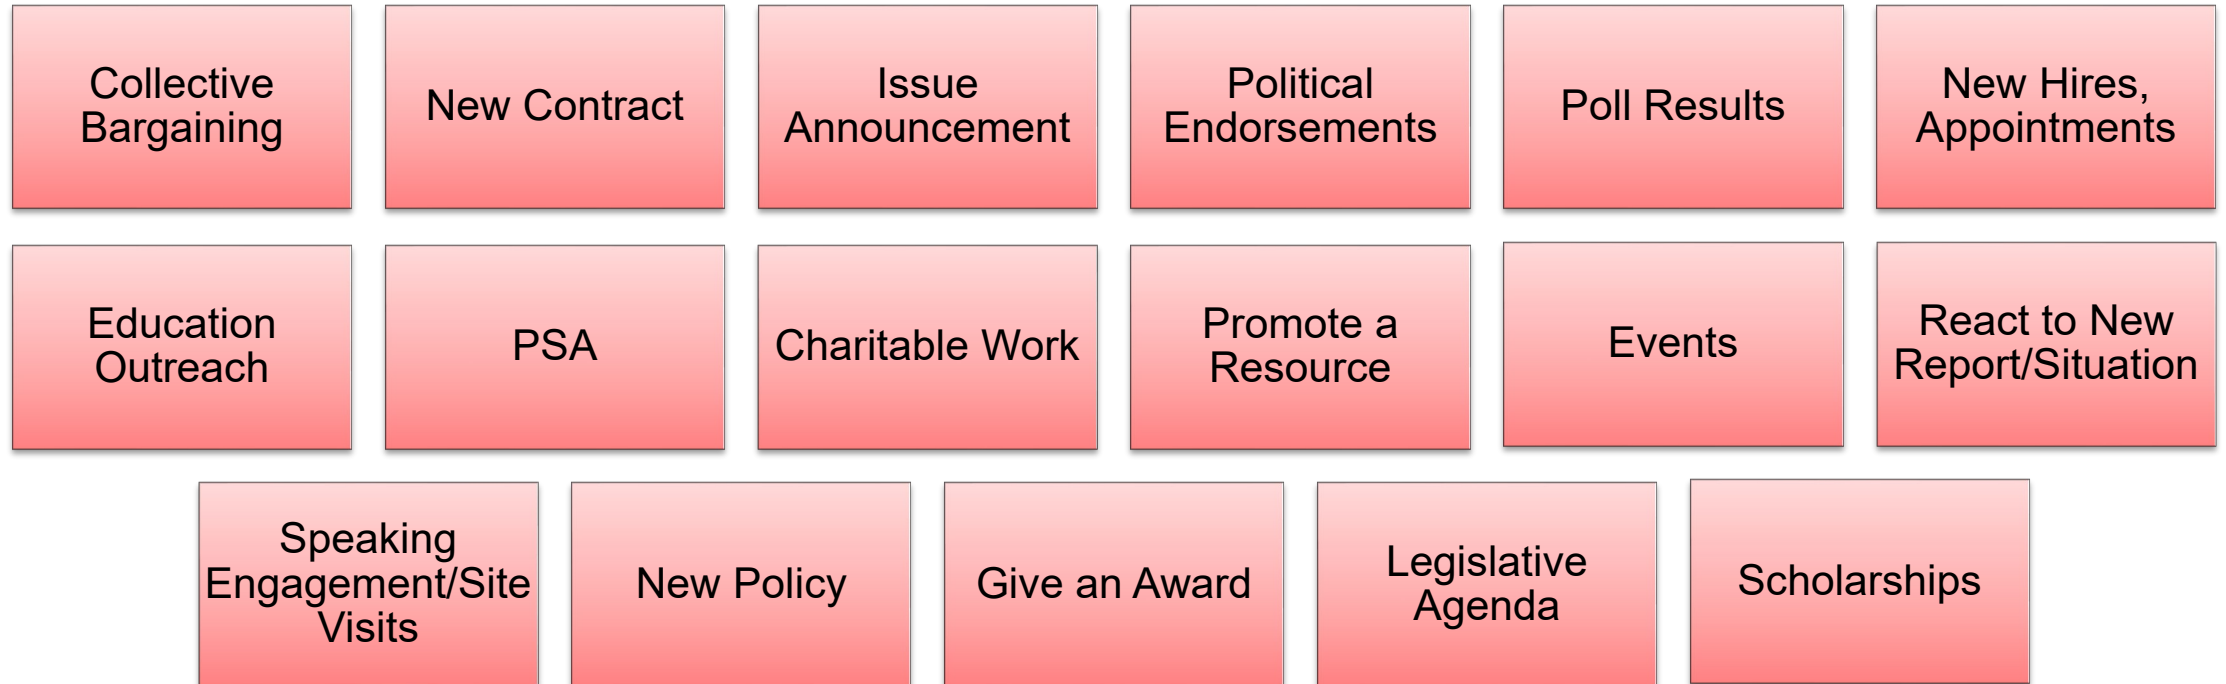 Collective
Bargaining
New Contract
Issue
Announcement
Political
Endorsements
Poll Results
New Hires,
Appointments
Education
Outreach
PSA
Charitable Work
Promote a
Resource
Events
React to New
Report/Situation
Speaking
Engagement/Site
Visits
New Policy
Give an Award
Legislative
Agenda
Scholarships